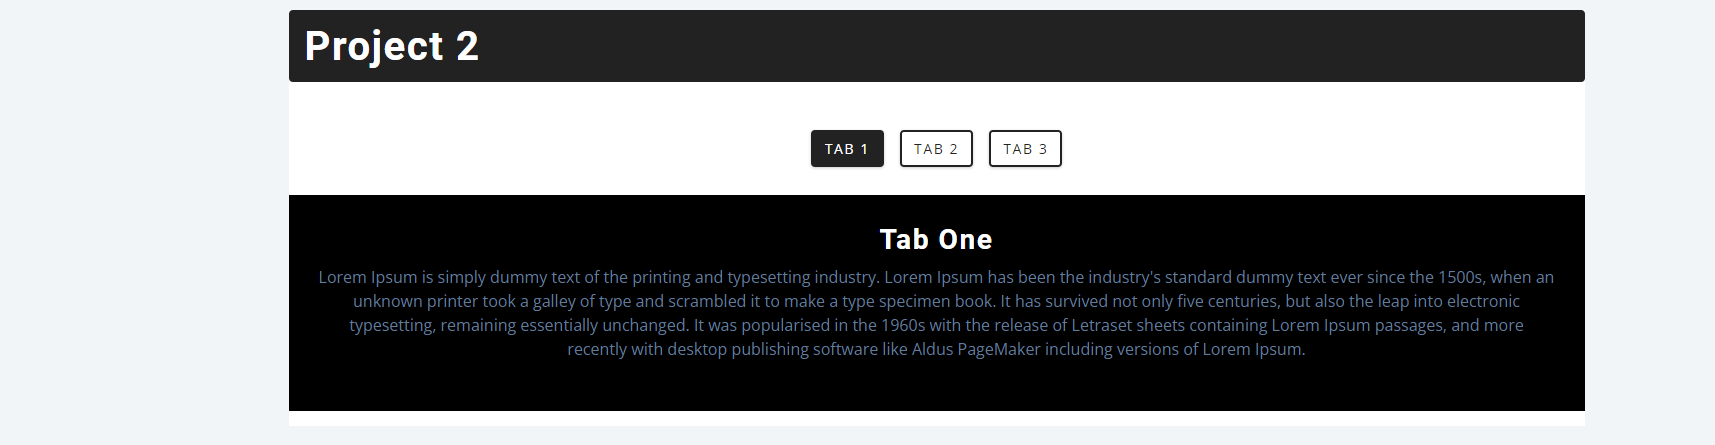 Project 2
TAB 1
TAB 2
TAB 3
Tab One
Lorem Ipsum is simply dummy text of the printing and typesetting industry. Lorem Ipsum has been the industry's standard dummy text ever since the 1500s, when an
unknown printer took a galley of type and scrambled it to make a type specimen book. It has survived not only five centuries, but also the leap into electronic
typesetting, remaining essentially unchanged. It was popularised in the 1960s with the release of Letraset sheets containing Lorem Ipsum passages, and more
recently with desktop publishing software like Aldus PageMaker including versions of Lorem Ipsum.